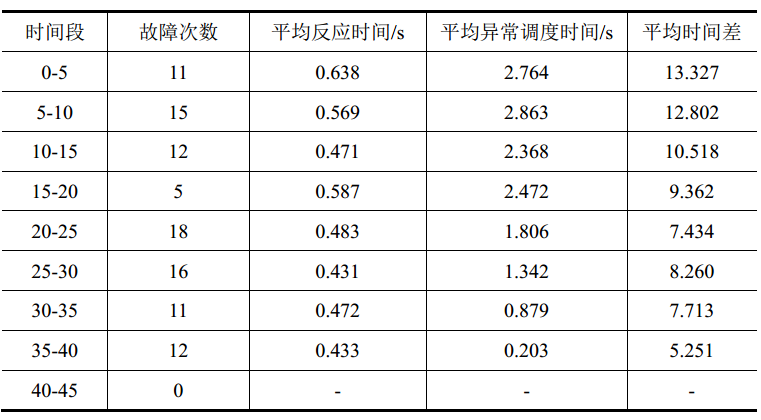 时间段 故障次数 平均反应时间/s 平均异常调度时间/s 平均时间差
0-5 11 0.638 2.764 13.327
5-10 15 0.569 2.863 12.802
10-15 12 0.471 2.368 10.518
15-20 5 0.587 2.472 9.362
20-25 18 0.483 1.806 7.434
25-30 16 0.431 1.342 8.260
30-35 11 0.472 0.879 7.713
35-40 12 0.433 0.203 5.251
40-45 0 - - -